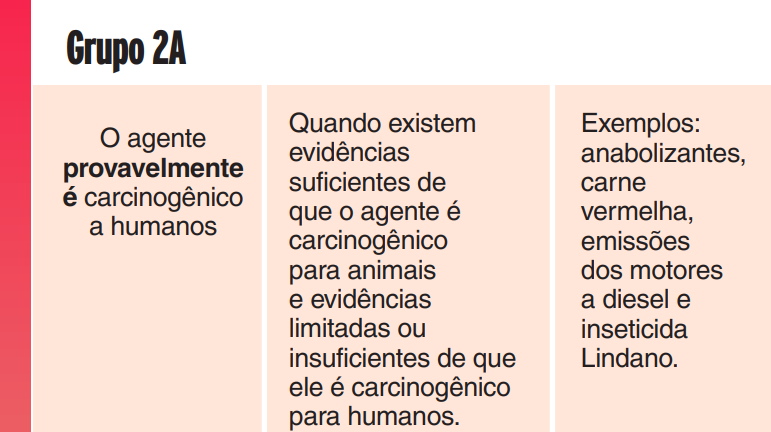 Grupo 2A
O agente
provavelmente
é carcinogênico
a humanos
Quando existem
evidências
suficientes de
que o agente é
carcinogênico
para animais
e evidências
limitadas ou
insuficientes de que
ele é carcinogênico
para humanos.
Exemplos:
anabolizantes,
carne
vermelha,
emissões
dos motores
a diesel e
inseticida
Lindano.